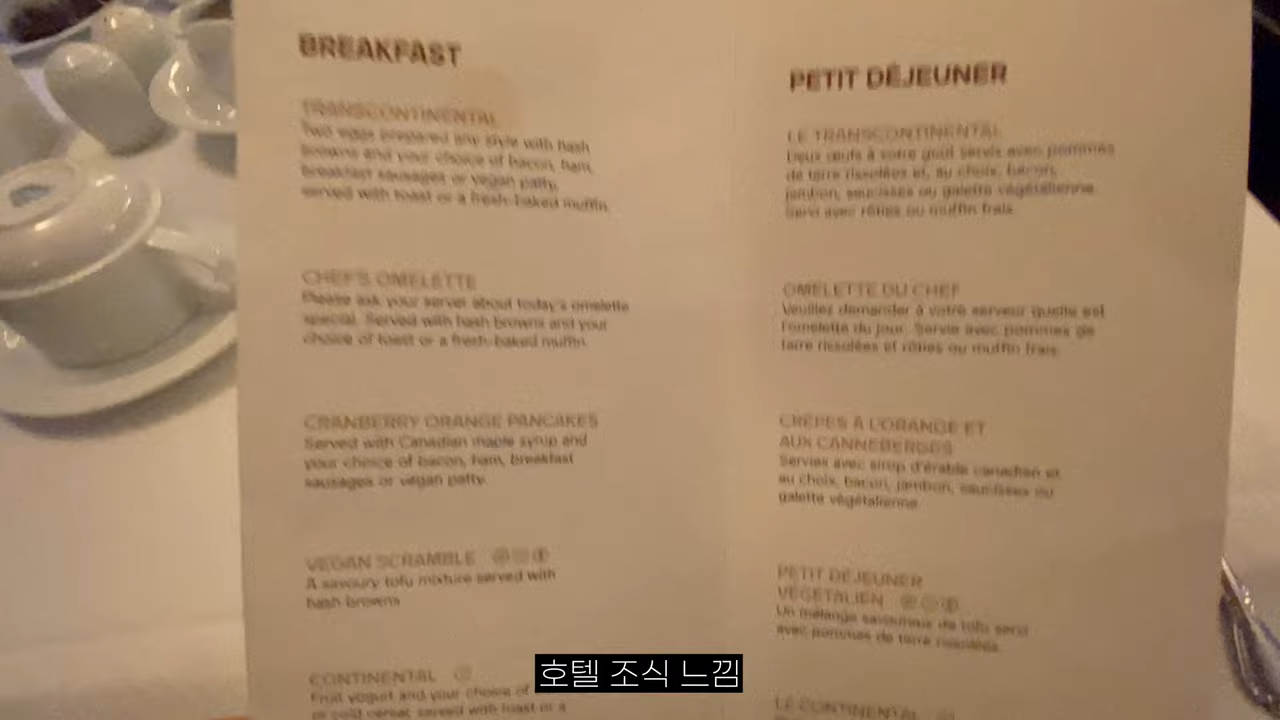 BREAKFAST
TRANSCONTINENTAL
Two eggs prepared any style with hash
browns and your choice of bacon, ham,
breakfast sausages or vegan patty,
served with toast or a fresh-baked muffin.
CHEF'S OMELETTE
Please ask your server about today's omelette
special. Served with hash browns and your
choice of toast or a fresh-baked muffin.
CRANBERRY ORANGE PANCAKES
Served with Canadian maple syrup and
your choice of bacon, ham, breakfast
sausages or vegan patty.
VEGAN SCRAMBLE
A savoury tofu mixture served with
hash browns
CONTINENTAL
Fruit yogurt and your choice of
or cold cereal, served with toast or a
PETIT DÉJEUNER
LE TRANSCONTINENTAL
Deux œufs à votre goût servis avec pommes
de terre rissolées et, au choix, bacon,
jambon, saucisses ou galette végétalienne.
Servi avec rôties ou muffin frais.
OMELETTE DU CHEF
Veuillez demander à votre serveur quelle est
l'omelette du jour. Servie avec pommes de
terre rissolées et rôties ou muffin frais.
CRÊPES À L'ORANGE ET
AUX CANNEBERGES
Servies avec sirop d'érable canadien et
au choix, bacon, jambon, saucisses ou
galette végétalienne.
PETIT DÉJEUNER
VÉGÉTALIEN
Un mélange savoureux de tofu servi
avec pommes de terre rissolées.
LE CONTINENTAL
호텔 조식 느낌